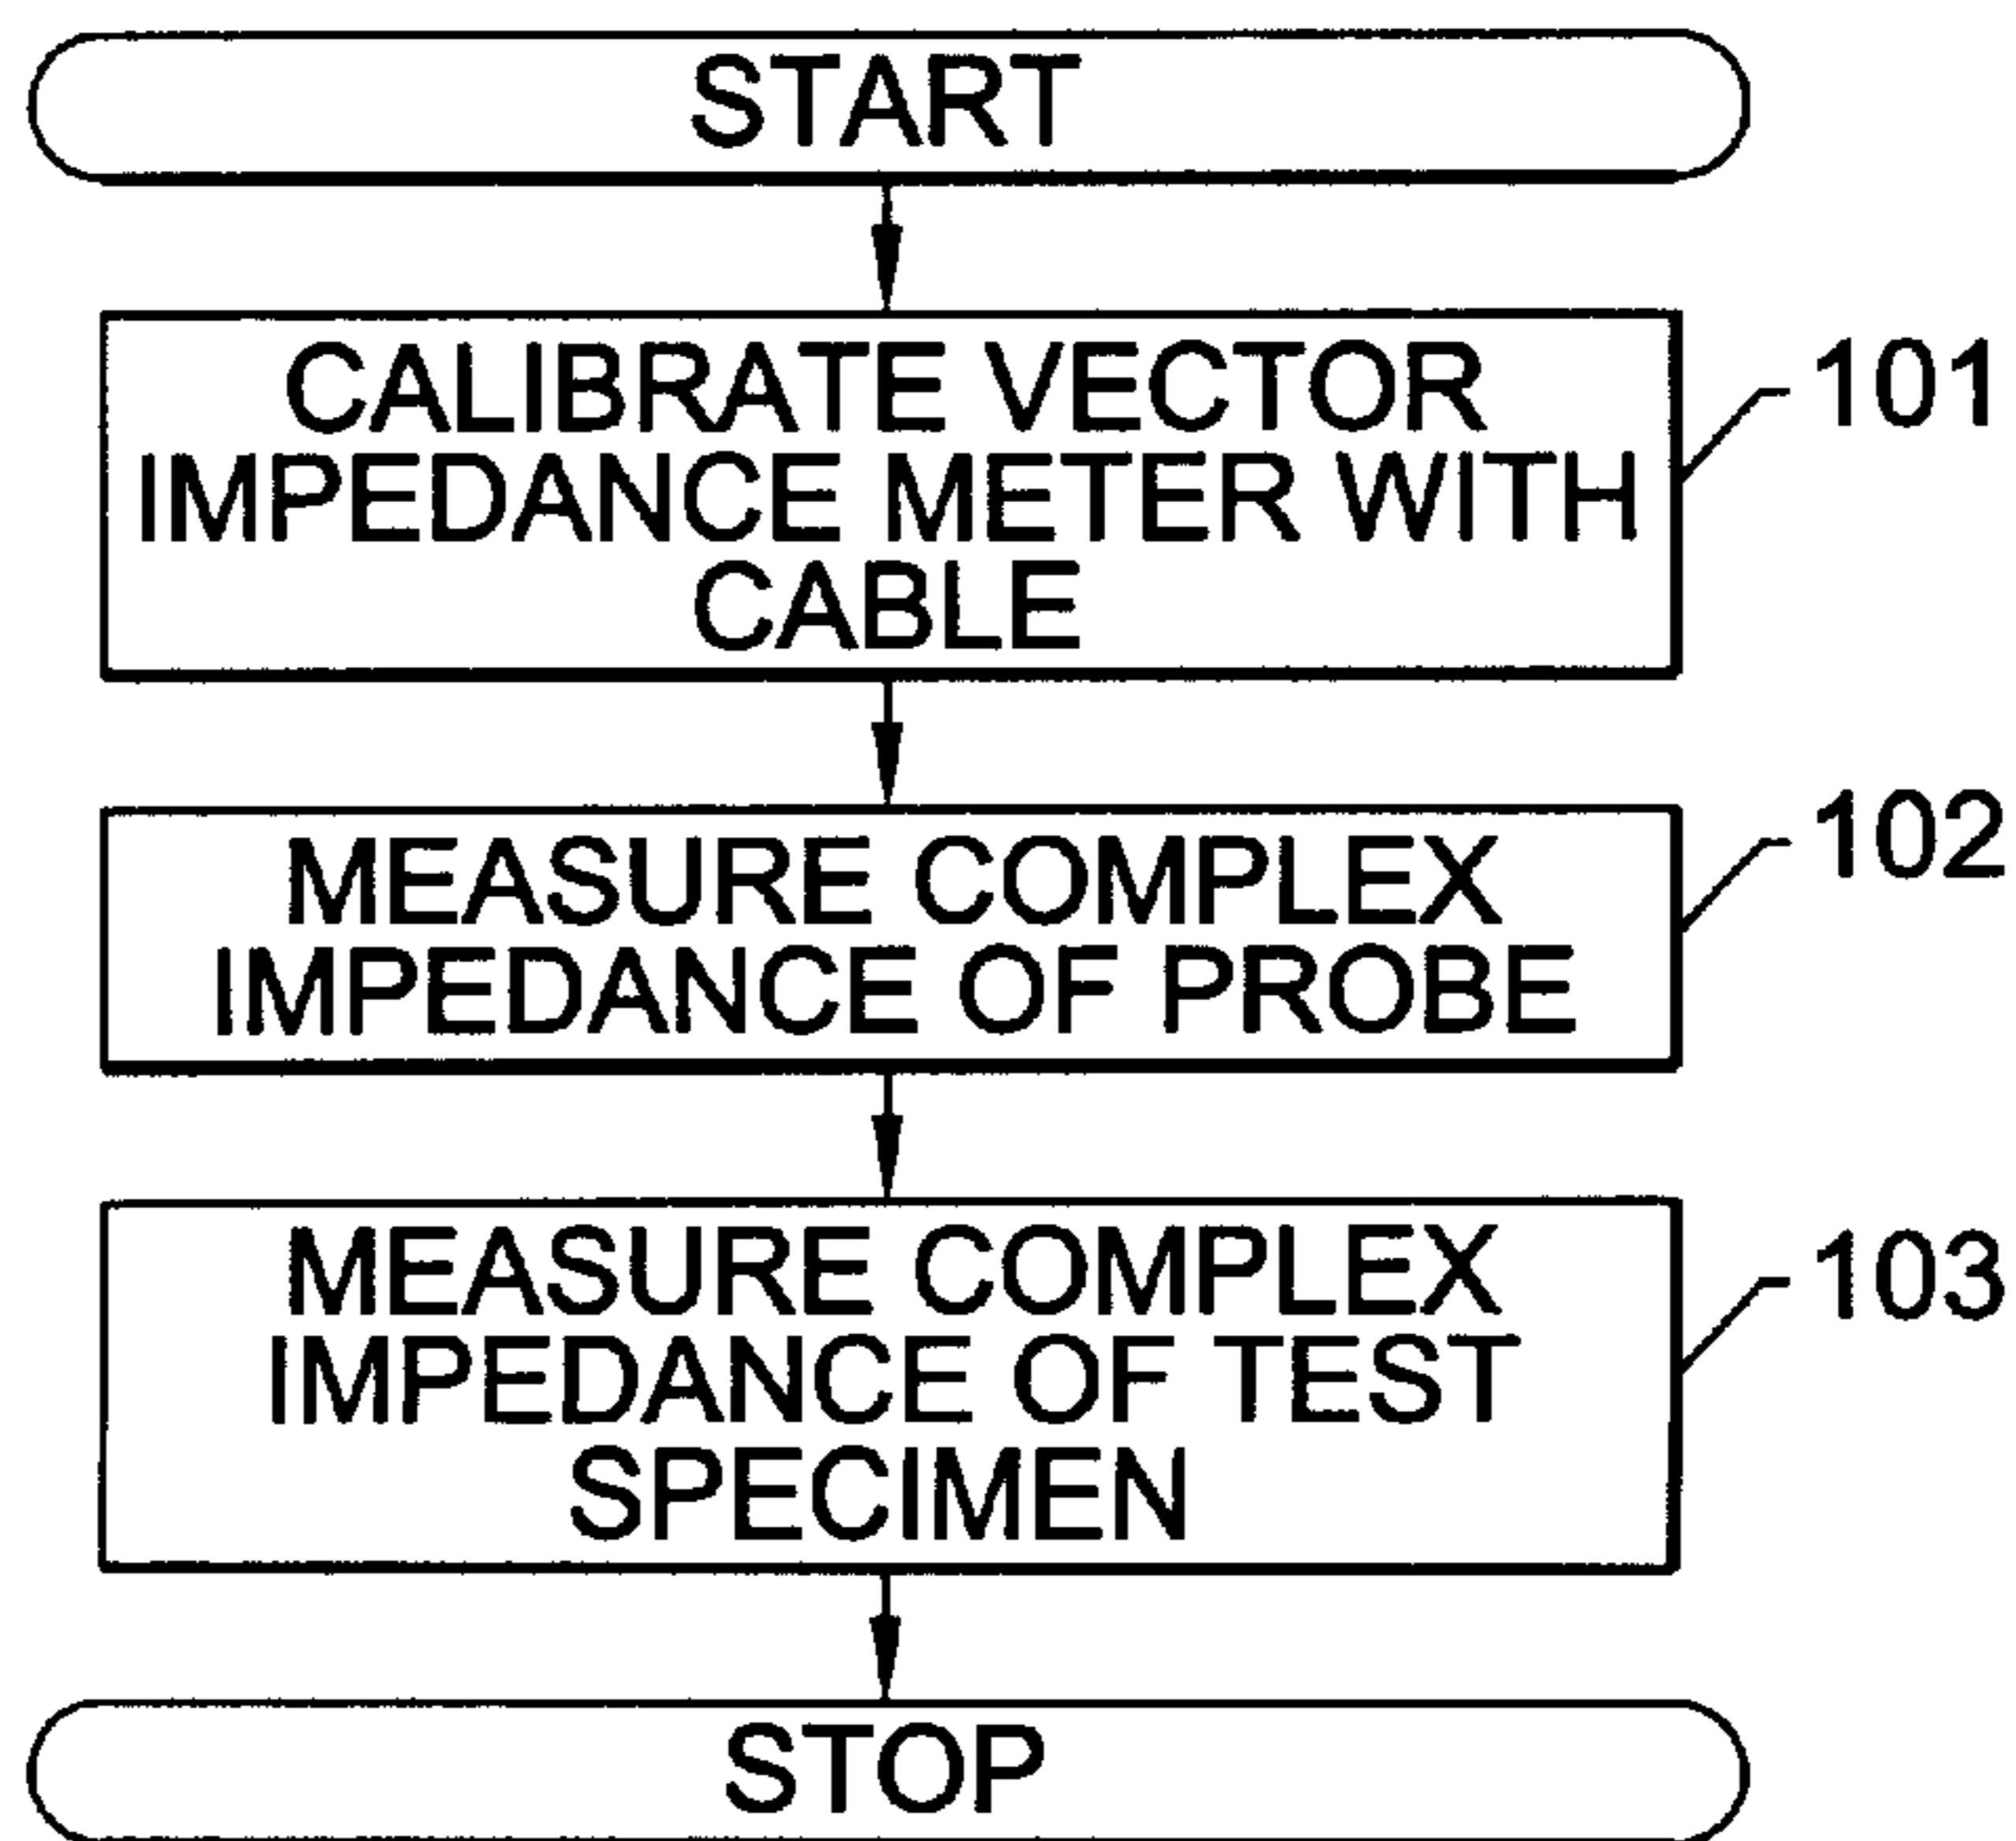 START
CALIBRATE VECTOR
IMPEDANCE METER WITH
CABLE
101
MEASURE COMPLEX
IMPEDANCE OF PROBE
102
MEASURE COMPLEX
IMPEDANCE OF TEST
SPECIMEN
103
STOP